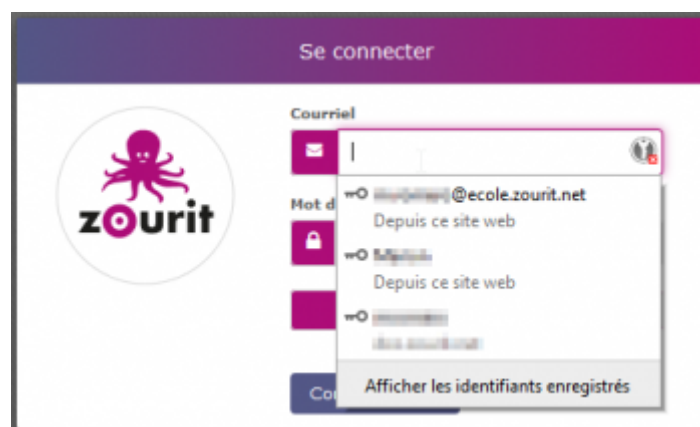 Se connecter
Courriel
zourit
@ecole.zourit.net
Mot d
Depuis ce site web
Depuis ce site web
Afficher les identifiants enregistrés